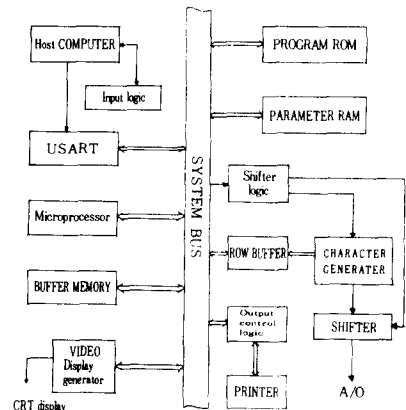 Host COMPUTER
Input logic
USART
Microprocessor
BUFFER MEMORY
VIDEO
Display
generator
CRT display
SYSTEM BUS
PROGRAM ROM
PARAMETER RAM
Shifter
logic
ROW BUFFER
CHARACTER
GENERATER
Output
control
logic
SHIFTER
PRINTER
A/O